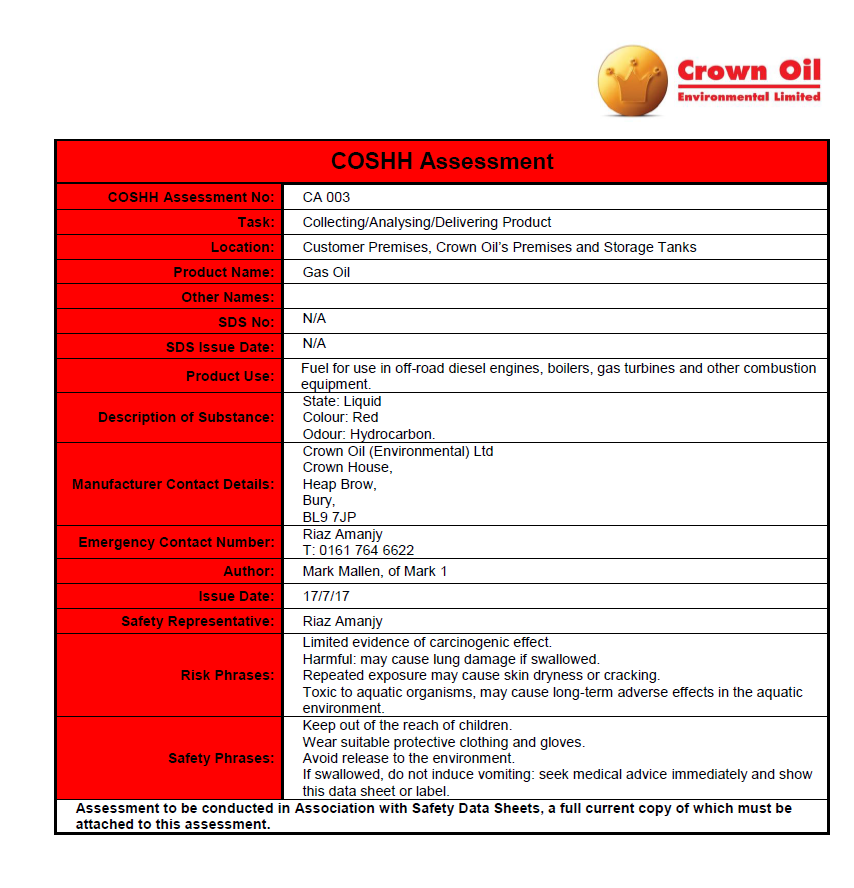 Crown Oil
Environmental Limited
COSHH Assessment
COSHH Assessment No: CA 003
Task: Collecting/Analysing/Delivering Product
Location: Customer Premises, Crown Oil's Premises and Storage Tanks
Product Name: Gas Oil
Other Names:
SDS No: N/A
SDS Issue Date: N/A
Product Use: Fuel for use in off-road diesel engines, boilers, gas turbines and other combustion
equipment.
Description of Substance: State: Liquid
Colour: Red
Odour: Hydrocarbon.
Manufacturer Contact Details: Crown Oil (Environmental) Ltd
Crown House,
Heap Brow,
Bury,
BL9 7JP
Emergency Contact Number: Riaz Amanjy
T: 0161 764 6622
Author: Mark Mallen, of Mark 1
Issue Date: 17/7/17
Safety Representative: Riaz Amanjy
Risk Phrases: Limited evidence of carcinogenic effect.
Harmful: may cause lung damage if swallowed.
Repeated exposure may cause skin dryness or cracking.
Toxic to aquatic organisms, may cause long-term adverse effects in the aquatic
environment.
Safety Phrases: Keep out of the reach of children.
Wear suitable protective clothing and gloves.
Avoid release to the environment.
If swallowed, do not induce vomiting: seek medical advice immediately and show
this data sheet or label.
Assessment to be conducted in Association with Safety Data Sheets, a full current copy of which must be
attached to this assessment.